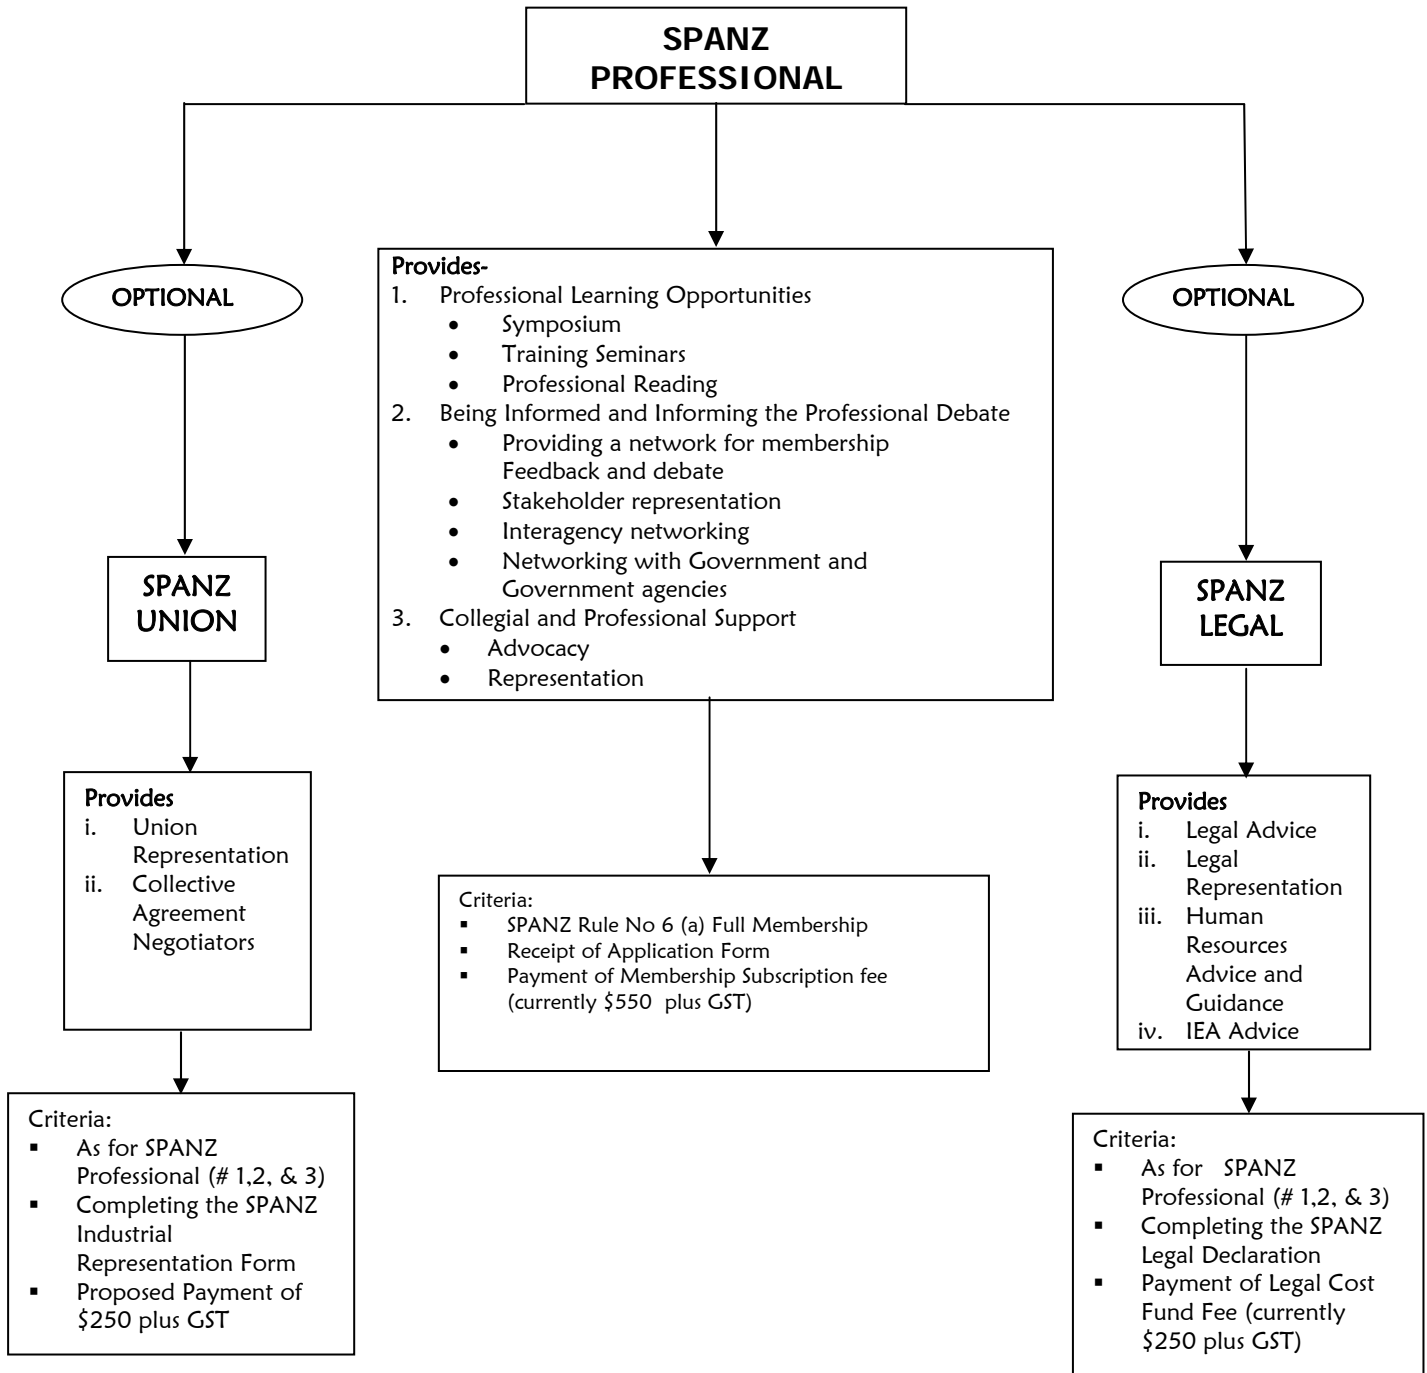 SPANZ
PROFESSIONAL
OPTIONAL
Provides-
1. Professional Learning Opportunities
• Symposium
• Training Seminars
• Professional Reading
2. Being Informed and Informing the Professional Debate
• Providing a network for membership
Feedback and debate
• Stakeholder representation
• Interagency networking
• Networking with Government and
Government agencies
3. Collegial and Professional Support
• Advocacy
• Representation
OPTIONAL
SPANZ
UNION
SPANZ
LEGAL
Provides
i. Union
Representation
ii. Collective
Agreement
Negotiators
Criteria:
▪ SPANZ Rule No 6 (a) Full Membership
▪ Receipt of Application Form
▪ Payment of Membership Subscription fee
(currently $550 plus GST)
Provides
i. Legal Advice
ii. Legal
Representation
iii. Human
Resources
Advice and
Guidance
iv. IEA Advice
Criteria:
▪ As for SPANZ
Professional (# 1,2, & 3)
▪ Completing the SPANZ
Industrial
Representation Form
▪ Proposed Payment of
$250 plus GST
Criteria:
▪ As for SPANZ
Professional (# 1,2, & 3)
▪ Completing the SPANZ
Legal Declaration
▪ Payment of Legal Cost
Fund Fee (currently
$250 plus GST)